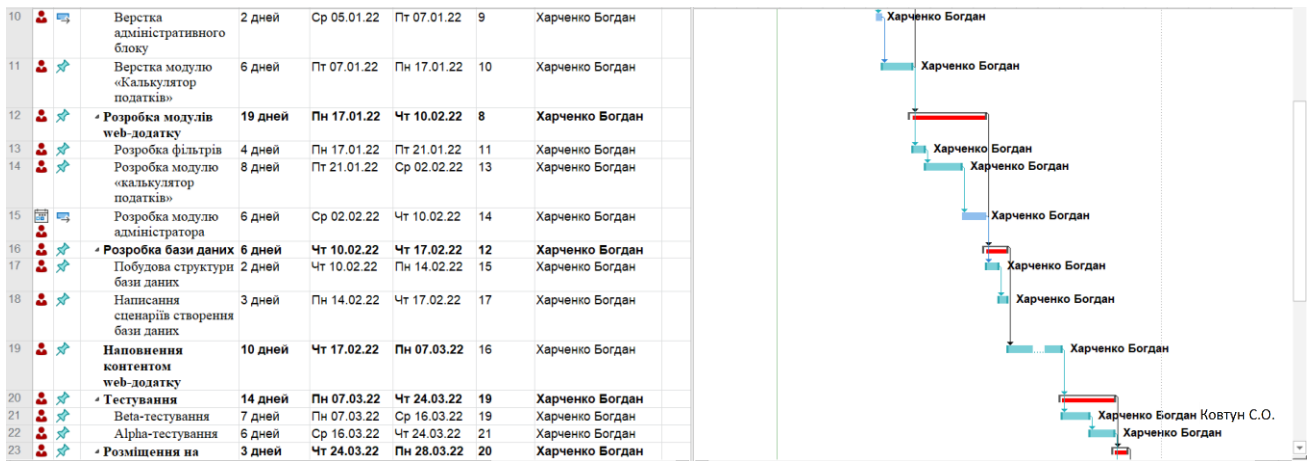 10 Верстка 2 дней Ср 05.01.22 Пт 07.01.22 9 Харченко Богдан Харченко Богдан
адміністративного
блоку
11 Верстка модулю 6 дней Пт 07.01.22 Пн 17.01.22 10 Харченко Богдан Харченко Богдан
«Калькулятор
податків»
12 Розробка модулів 19 дней Пн 17.01.22 Чт 10.02.22 8 Харченко Богдан
web-додатку
13 Розробка фільтрів 4 дней Пн 17.01.22 Пт 21.01.22 11 Харченко Богдан Харченко Богдан
14 Розробка модулю 8 дней Пт 21.01.22 Ср 02.02.22 13 Харченко Богдан Харченко Богдан
«калькулятор
податків»
15 Розробка модулю 6 дней Ср 02.02.22 Чт 10.02.22 14 Харченко Богдан Харченко Богдан
адміністратора
16 Розробка бази даних 6 дней Чт 10.02.22 Чт 17.02.22 12 Харченко Богдан
17 Побудова структури 2 дней Чт 10.02.22 Пн 14.02.22 15 Харченко Богдан Харченко Богдан
бази даних
18 Написання 3 дней Пн 14.02.22 Чт 17.02.22 17 Харченко Богдан Харченко Богдан
сценаріїв створення
бази даних
19 Наповнення 10 дней Чт 17.02.22 Пн 07.03.22 16 Харченко Богдан Харченко Богдан
контентом
web-додатку
20 Тестування 14 дней Пн 07.03.22 Чт 24.03.22 19 Харченко Богдан
21 Beta-тестування 7 дней Пн 07.03.22 Ср 16.03.22 19 Харченко Богдан Харченко Богдан Ковтун С.О.
22 Alpha-тестування 6 дней Ср 16.03.22 Чт 24.03.22 21 Харченко Богдан Харченко Богдан
23 Розміщення на 3 дней Чт 24.03.22 Пн 28.03.22 20 Харченко Богдан